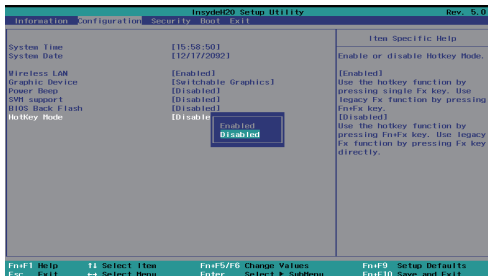 InsydeH20 Setup Utility Rev. 5.0
Information Configuration Security Boot Exit
Item Specific Help
System Time [15:58:50]
System Date [12/17/2092]
Enable or disable Hotkey Mode.
Wireless LAN [Enabled]
Graphic Device [Switchable Graphics]
Power Beep [Disabled]
SVM support [Disabled]
BIOS Back Flash [Disabled]
HotKey Mode [Disable
Enabled
Disabled
[Enabled]
Use the hotkey function by
pressing single Fx key. Use
legacy Fx function by pressing
Fn+Fx key.
[Disabled]
Use the hotkey function by
pressing Fn+Fx key. Use legacy
Fx function by pressing Fx key
directly.
Fn+F1 Help ↑↓ Select Item Fn+F5/F6 Change Values Fn+F9 Setup Defaults
Esc Exit ↔ Select Menu Enter Select ▶ SubMenu Fn+F10 Save and Exit